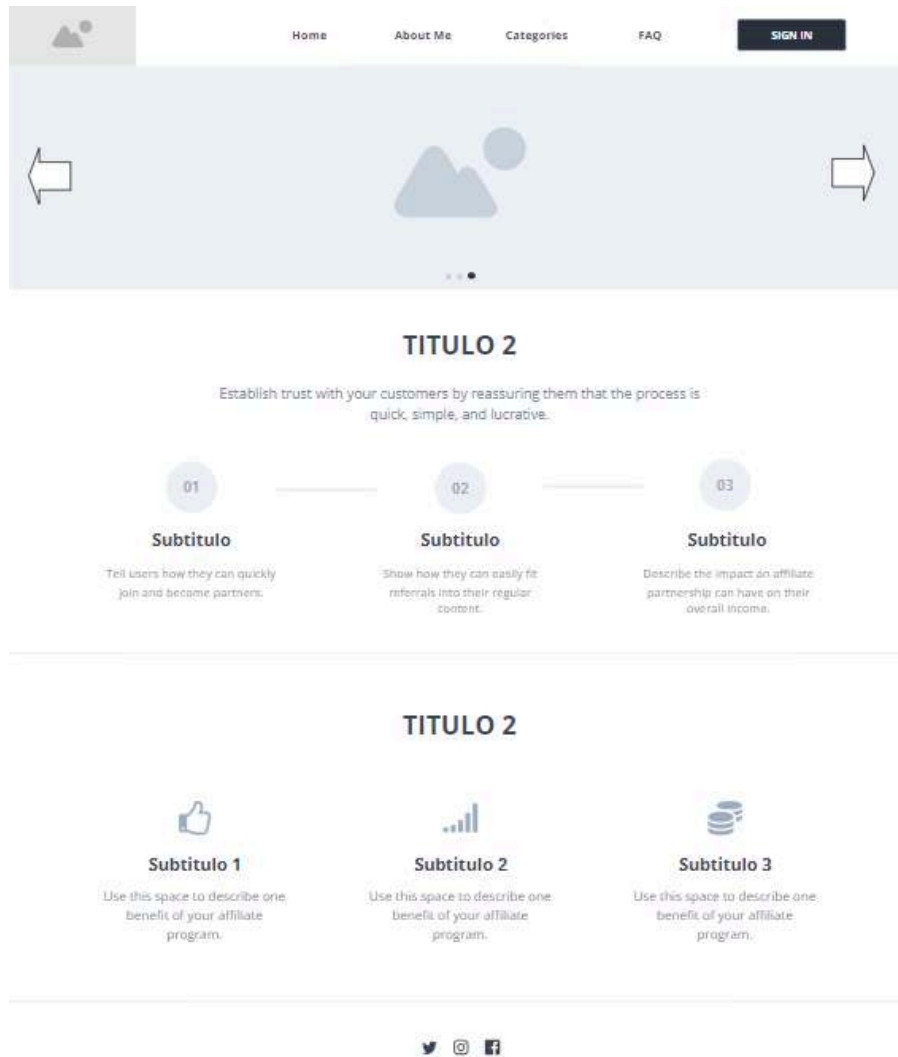 Home About Me Categories FAQ SIGN IN
TITULO 2
Establish trust with your customers by reassuring them that the process is
quick, simple, and lucrative.
01 02 03
Subtitulo Subtitulo Subtitulo
Tell users how they can quickly
join and become partners.
Show how they can easily fit
referrals into their regular
content.
Describe the impact an affiliate
partnership can have on their
overall income.
TITULO 2
Subtitulo 1 Subtitulo 2 Subtitulo 3
Use this space to describe one
benefit of your affiliate
program.
Use this space to describe one
benefit of your affiliate
program.
Use this space to describe one
benefit of your affiliate
program.